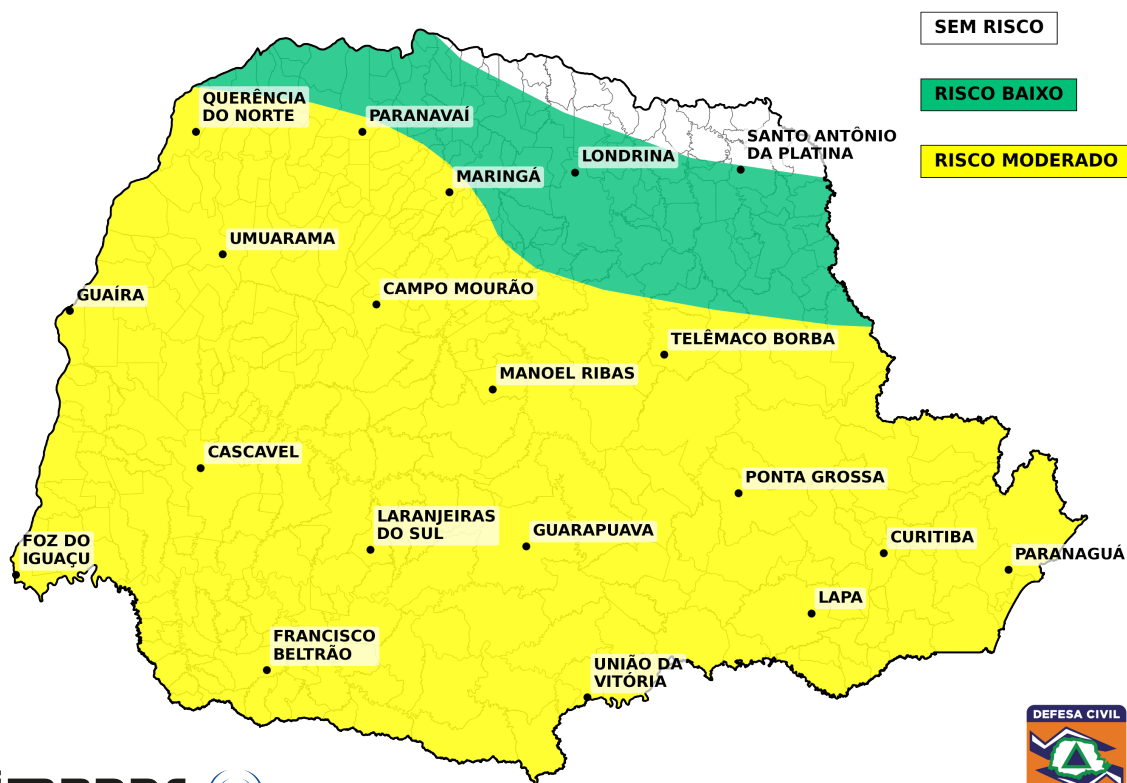 SEM RISCO
RISCO BAIXO
RISCO MODERADO
QUERÊNCIA
DO NORTE
PARANAVAÍ
SANTO ANTÔNIO
DA PLATINA
LONDRINA
MARINGÁ
UMUARAMA
CAMPO MOURÃO
GUAÍRA
TELÊMACO BORBA
MANOEL RIBAS
CASCAVEL
PONTA GROSSA
LARANJEIRAS
DO SUL
GUARAPUAVA
CURITIBA
FOZ DO
IGUAÇU
PARANAGUÁ
LAPA
FRANCISCO
BELTRÃO
UNIÃO DA
VITÓRIA
DEFESA CIVIL